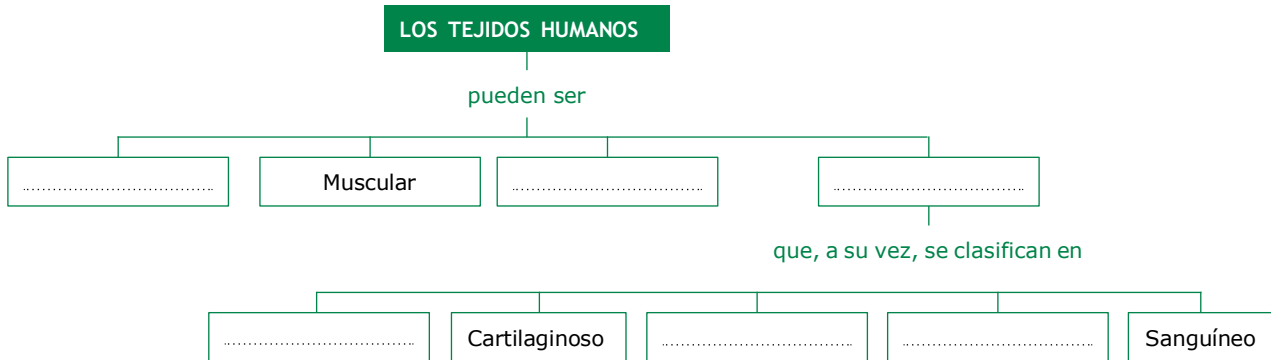 LOS TEJIDOS HUMANOS
pueden ser
Muscular
que, a su vez, se clasifican en
Cartilaginoso
Sanguíneo